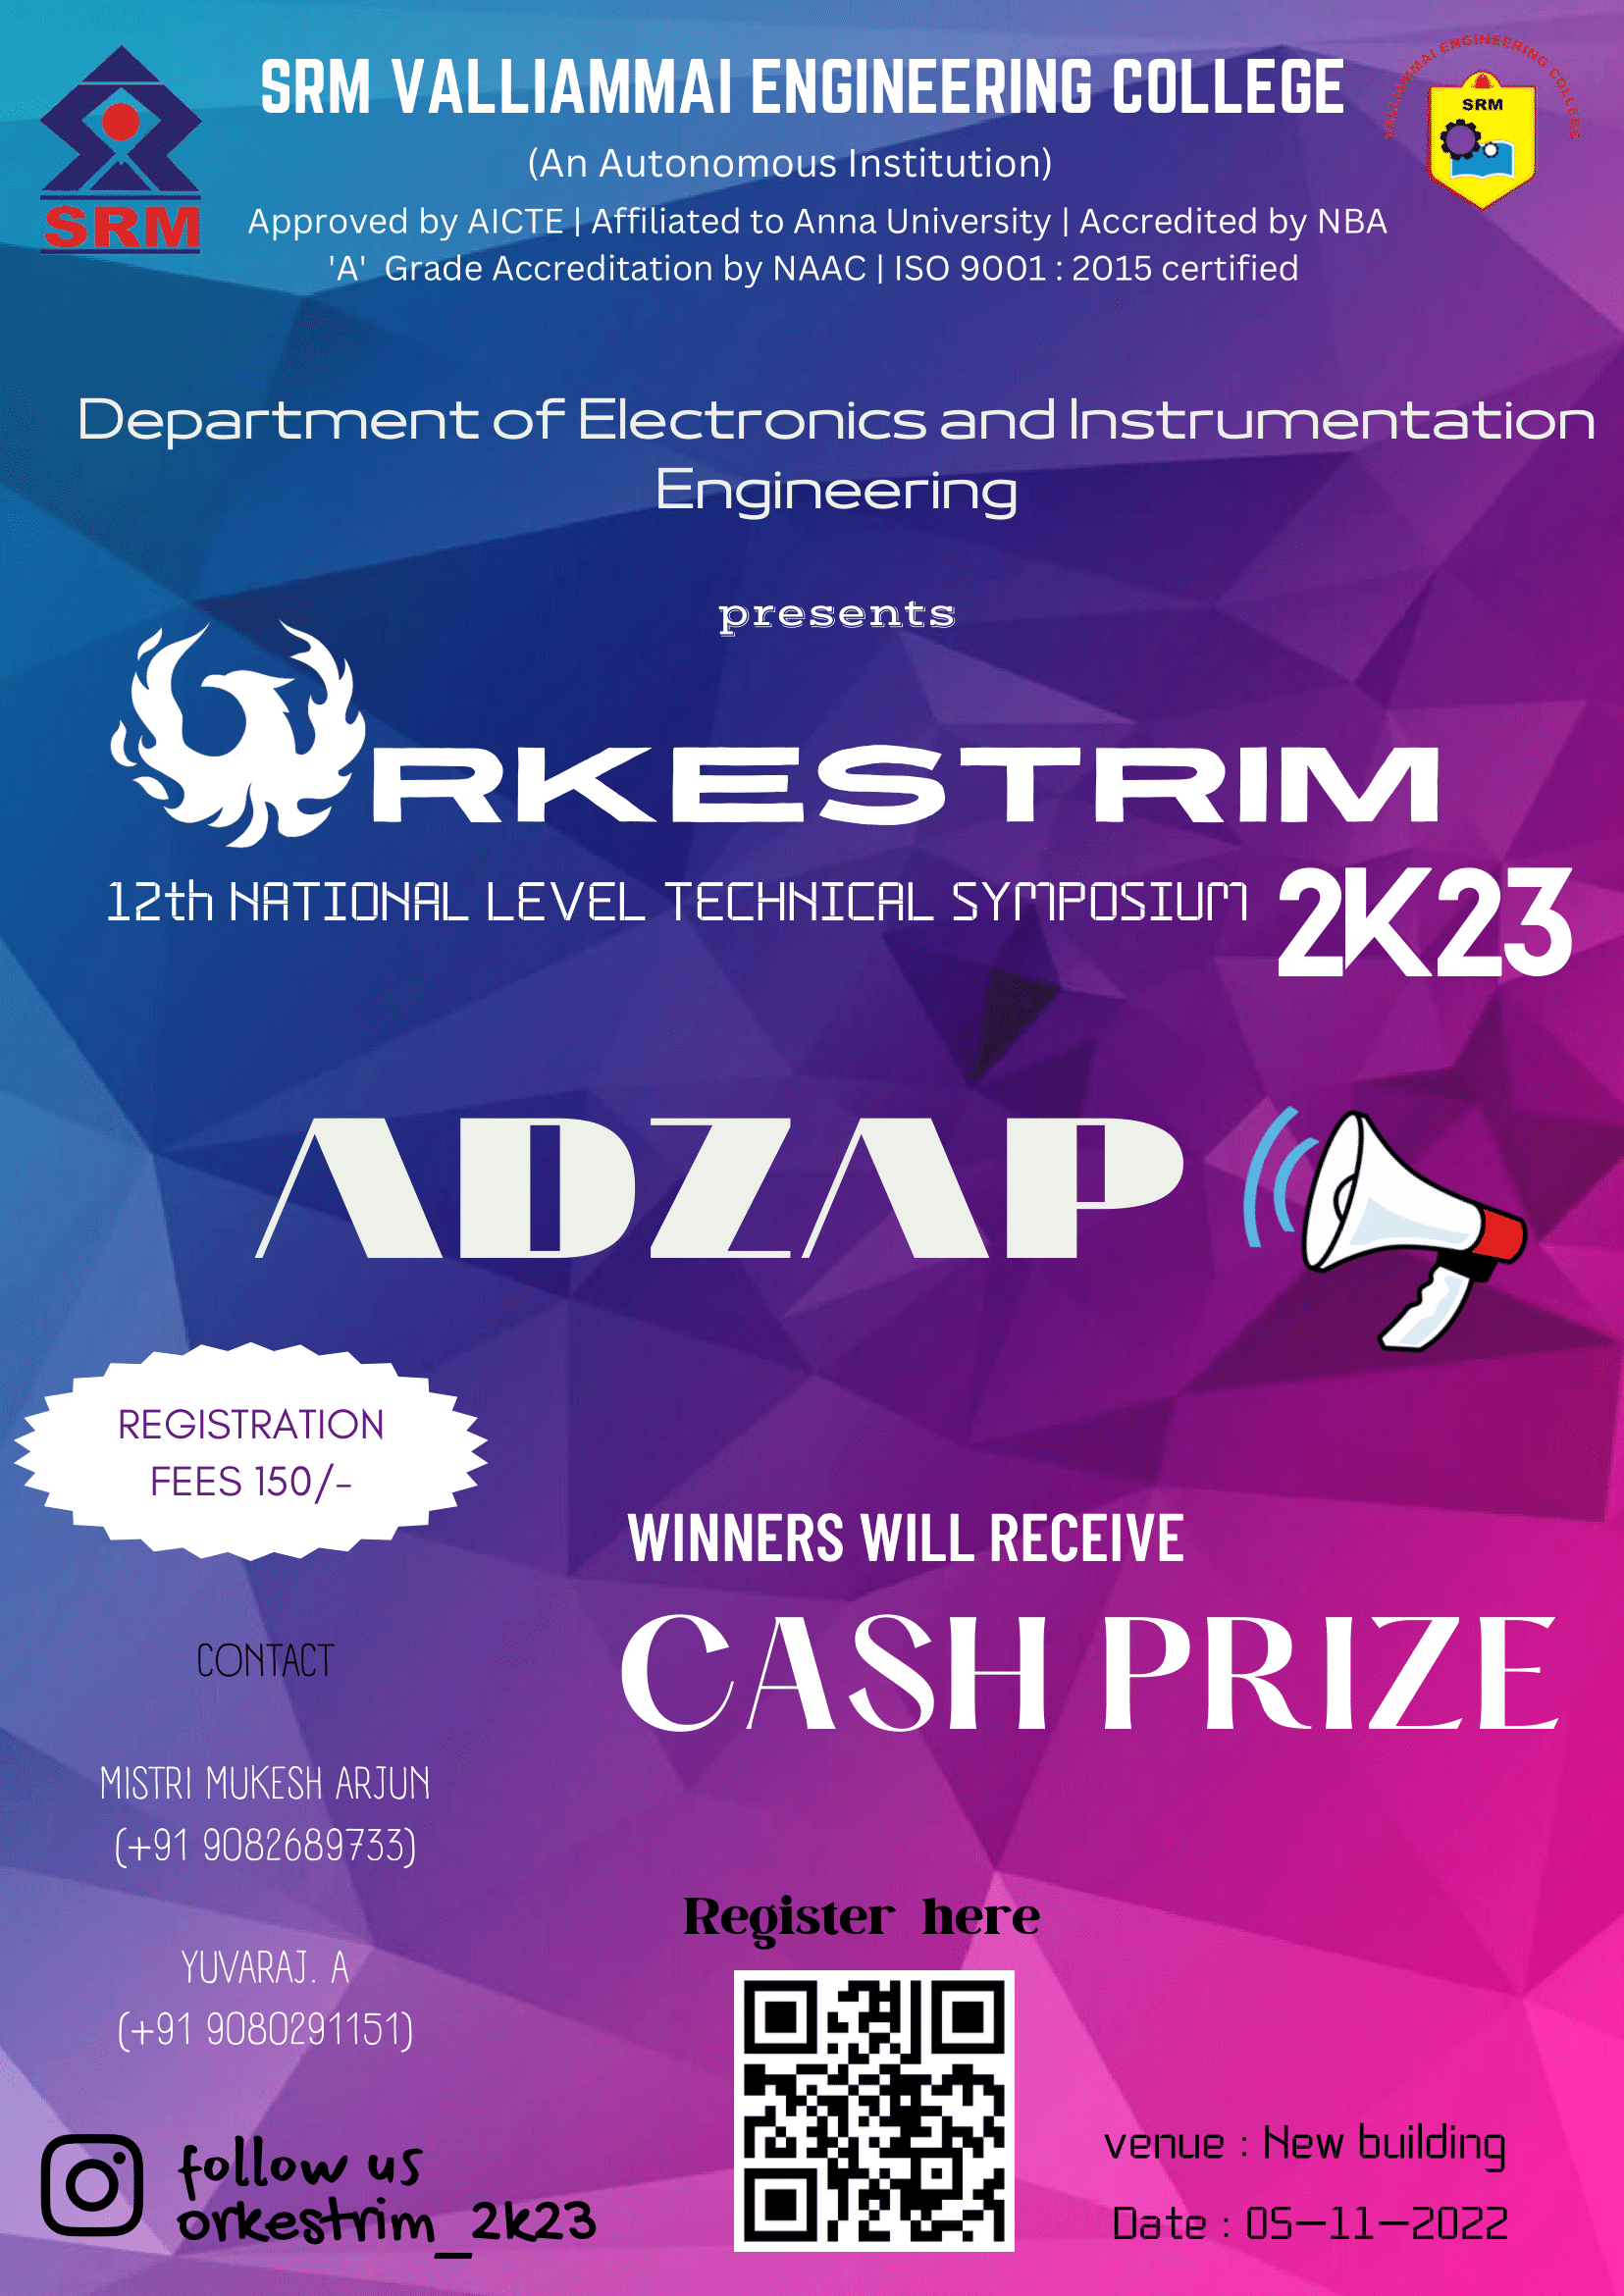 SRM VALLIAMMAI ENGINEERING COLLEGE
(An Autonomous Institution)
Approved by AICTE | Affiliated to Anna University | Accredited by NBA
'A' Grade Accreditation by NAAC | ISO 9001 : 2015 certified
SRM
VALLIAMMAI ENGINEERING COLLEGE
SRM
Department of Electronics and Instrumentation
Engineering
presents
RKESTRIM
12th NATIONAL LEVEL TECHNICAL SYMPOSIUM 2K23
ADZAP
REGISTRATION
FEES 150/-
WINNERS WILL RECEIVE
CASH PRIZE
CONTACT
MISTRI MUKESH ARJUN
(+91 9082689733)
YUVARAJ. A
(+91 9080291151)
Register here
follow us
orkestrim_2k23
venue : New building
Date : 05-11-2022